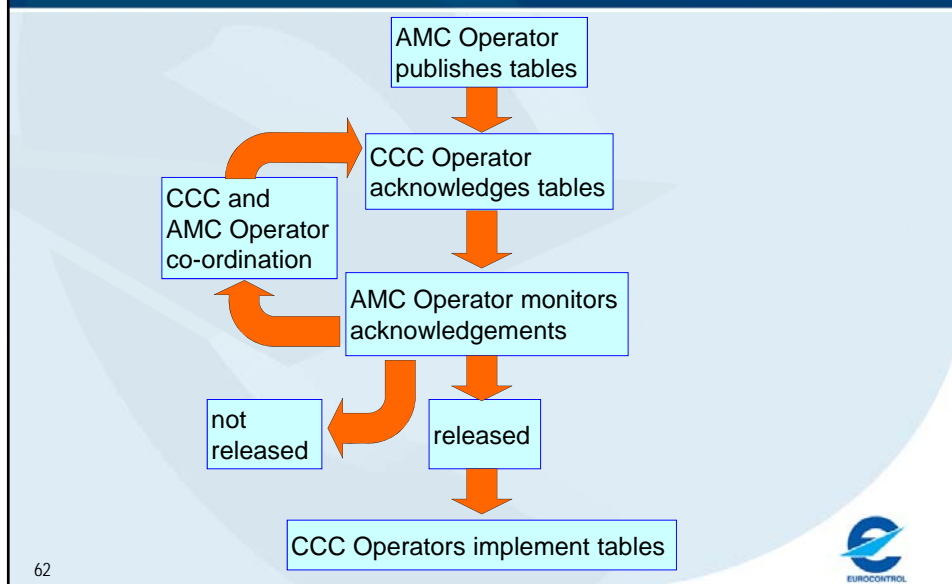 AMC Operator
publishes tables
CCC Operator
acknowledges tables
CCC and
AMC Operator
co-ordination
AMC Operator monitors
acknowledgements
not
released
released
CCC Operators implement tables
62
EUROCONTROL